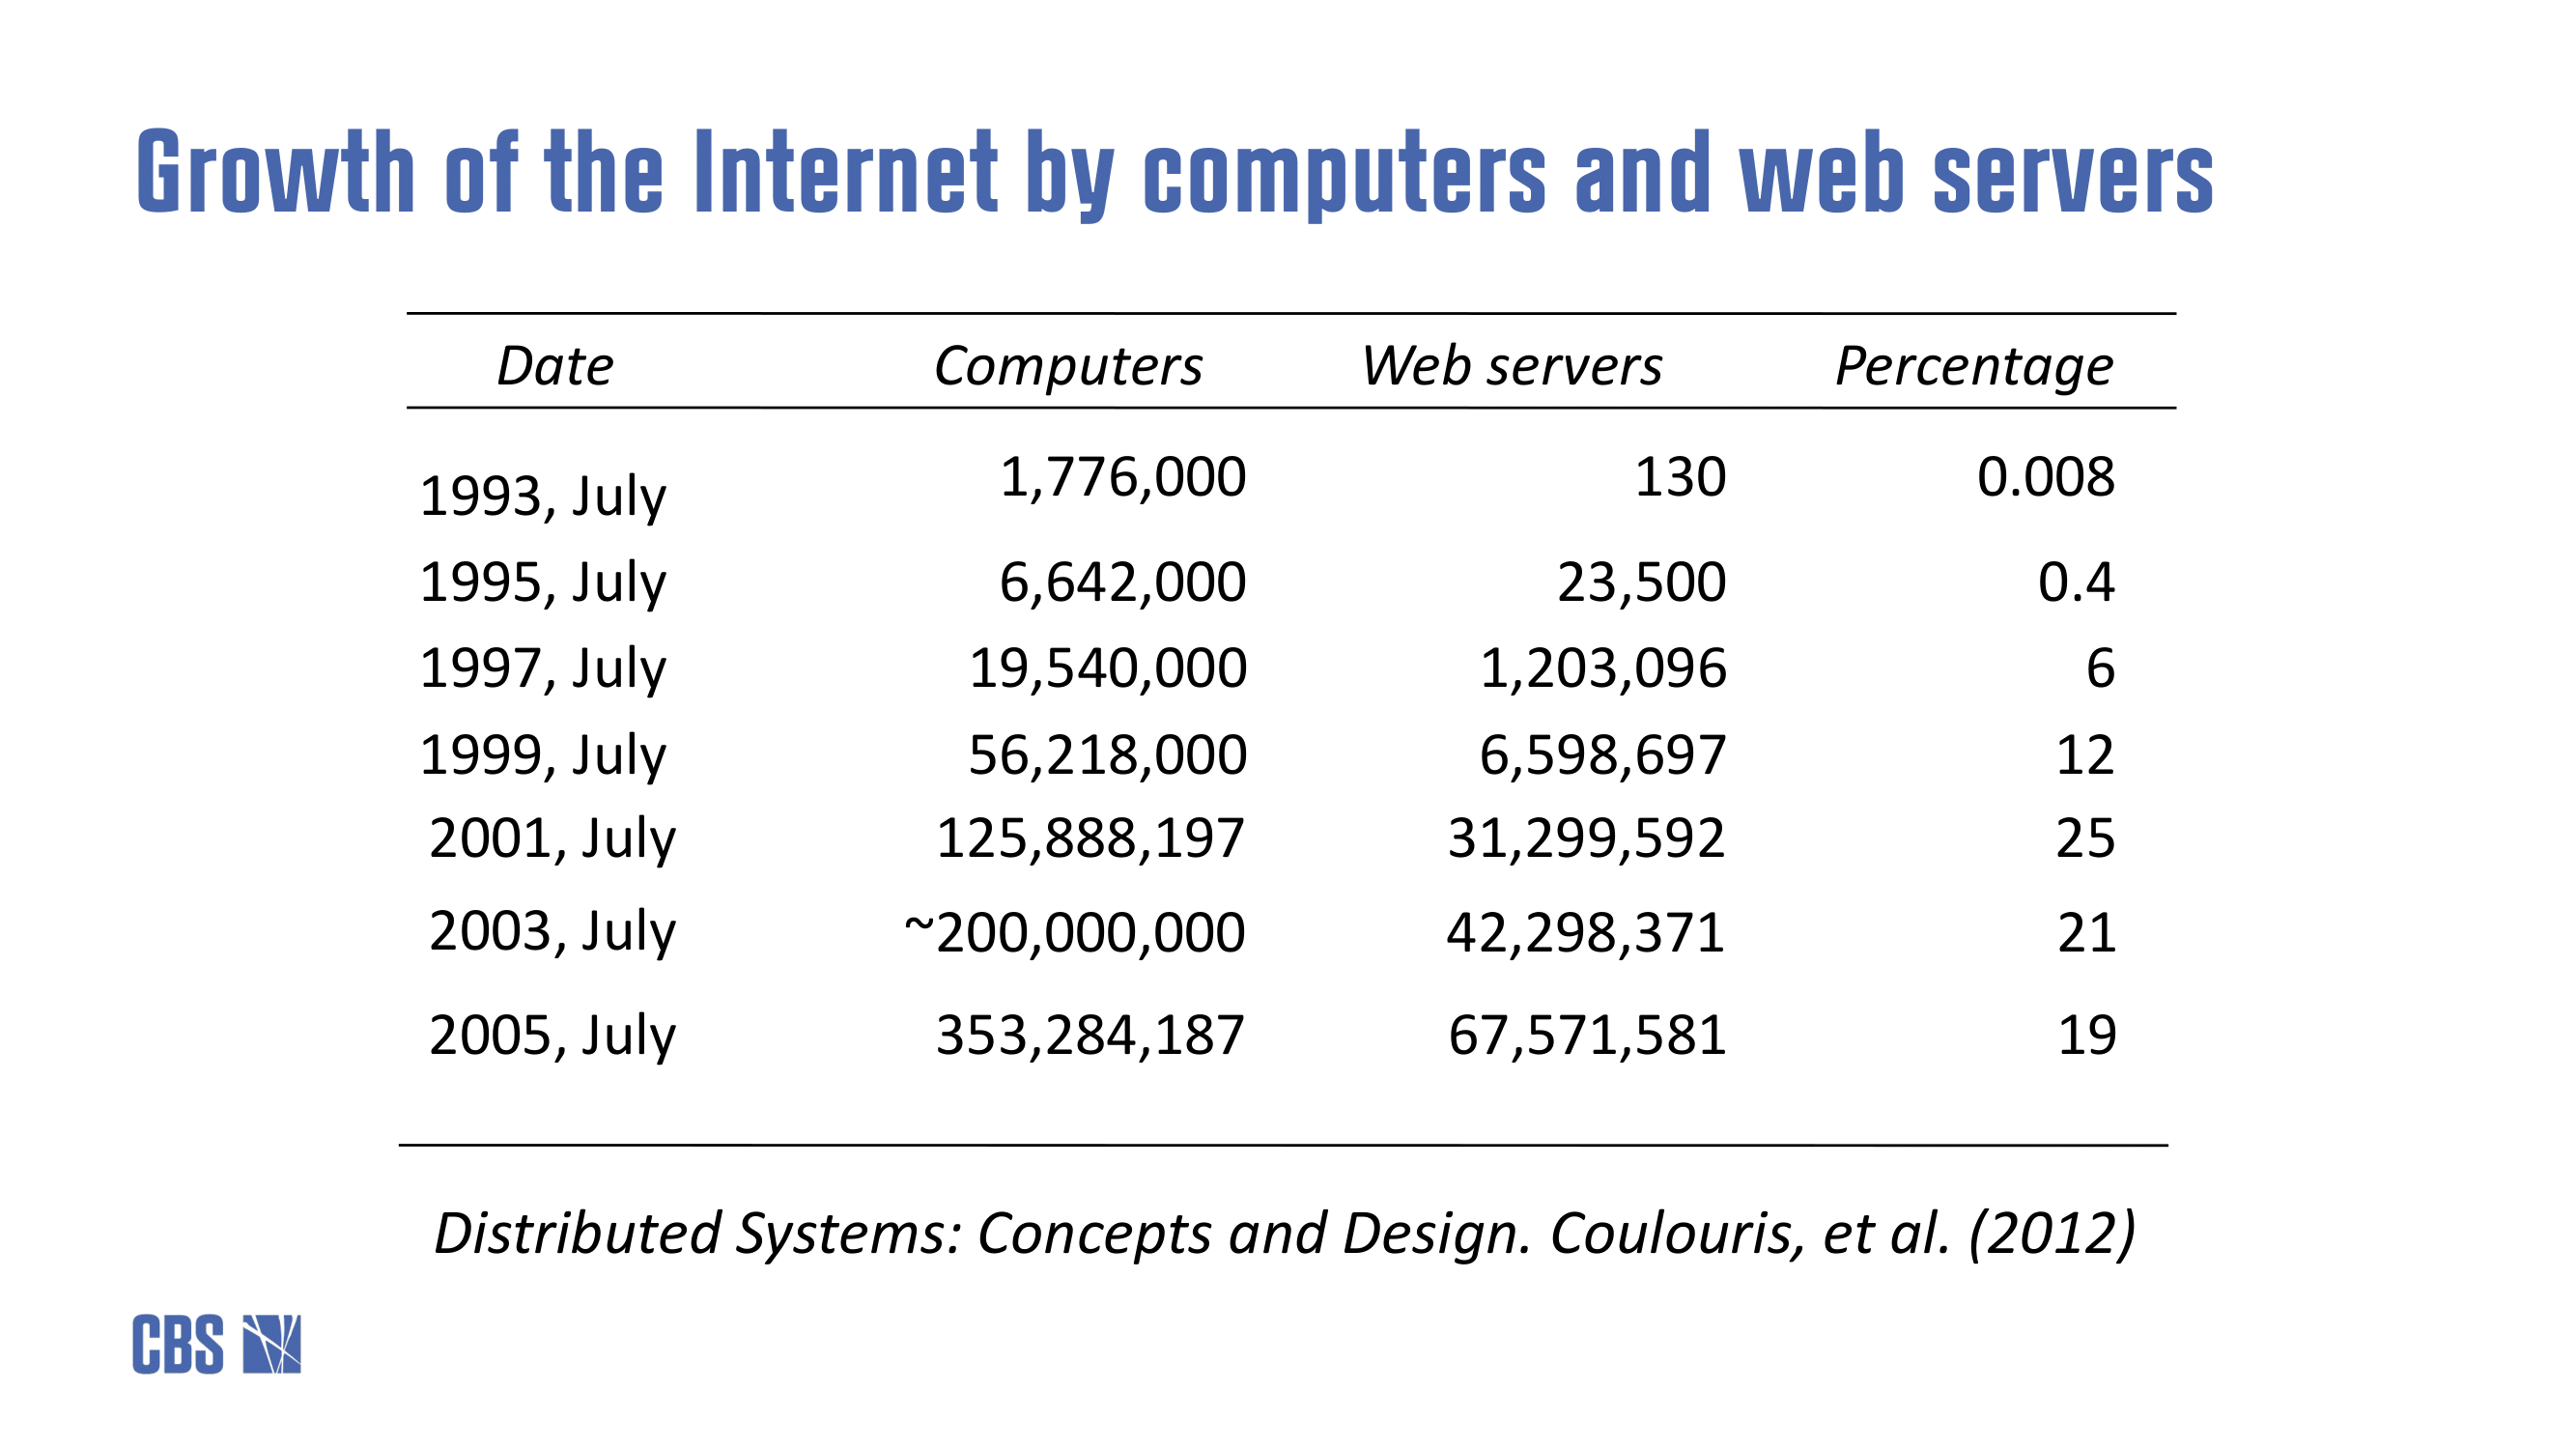 Growth of the Internet by computers and web servers
Date Computers Web servers Percentage
1993, July 1,776,000 130 0.008
1995, July 6,642,000 23,500 0.4
1997, July 19,540,000 1,203,096 6
1999, July 56,218,000 6,598,697 12
2001, July 125,888,197 31,299,592 25
2003, July ~200,000,000 42,298,371 21
2005, July 353,284,187 67,571,581 19
Distributed Systems: Concepts and Design. Coulouris, et al. (2012)
CBS